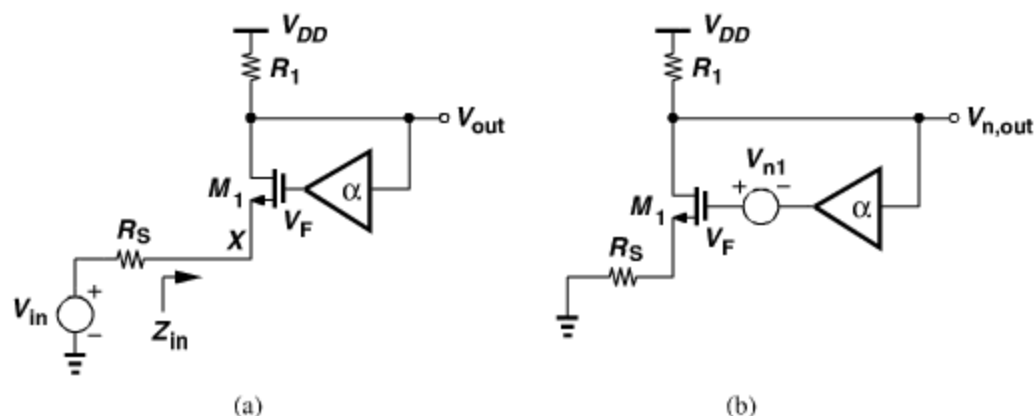 V_DD
R_1
V_out
M_1
α
V_F
R_S
X
V_in
Z_in
(a)
V_DD
R_1
V_n,out
V_n1
M_1
α
V_F
R_S
(b)